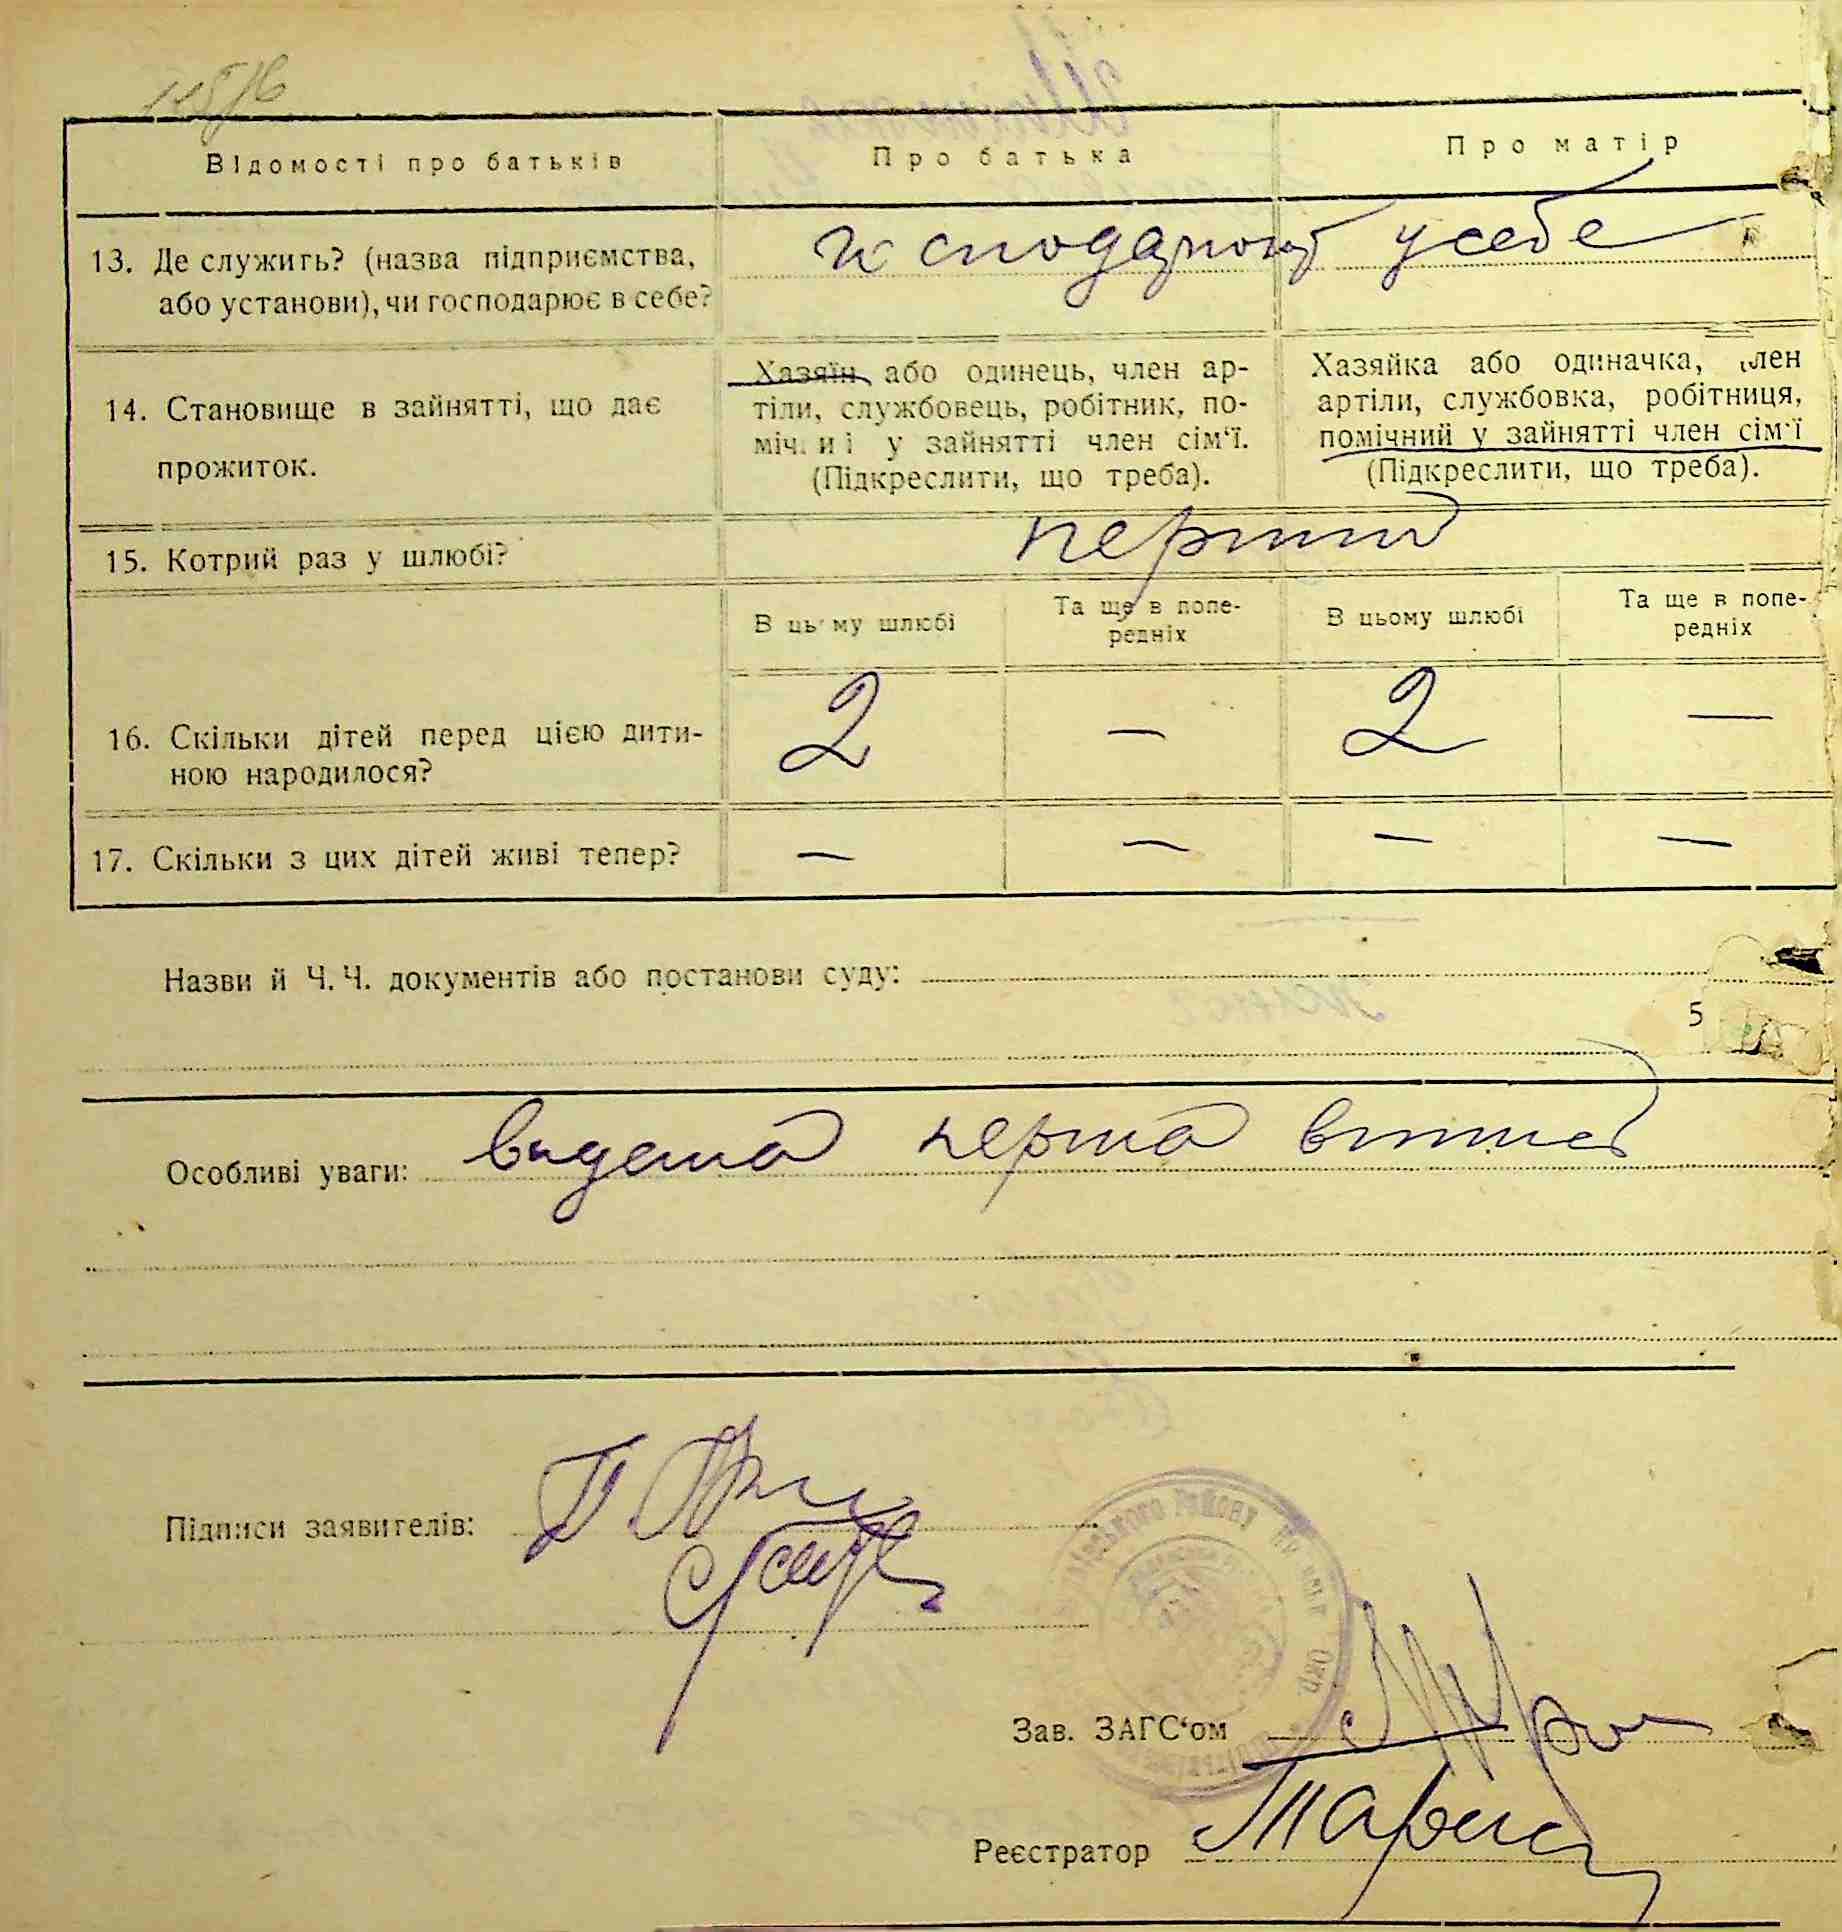 Відомості про батьків
Про батька
Про матір
13. Де служить? (назва підприємства,
або установи), чи господарює в себе?
господарюют у себе
14. Становище в зайнятті, що дає
прожиток.
Хазяїн або одинець, член ар-
тіли, службовець, робітник, по-
міч. и і у зайнятті член сім‘ї.
(Підкреслити, що треба).
Хазяйка або одиначка, член
артіли, службовка, робітниця,
помічний у зайнятті член сім‘ї
(Підкреслити, що треба).
15. Котрий раз у шлюбі?
перший
В цьому шлюбі
Та ще в попе-
редніх
В цьому шлюбі
Та ще в попе-
редніх
16. Скільки дітей перед цією дити-
ною народилося?
2 — 2 —
17. Скільки з цих дітей живі тепер?
— — — —
Назви й Ч. Ч. документів або постанови суду:
5
Особливі уваги: видана перша
Підписи заявителів:
Зав. ЗАГС‘ом
Реєстратор